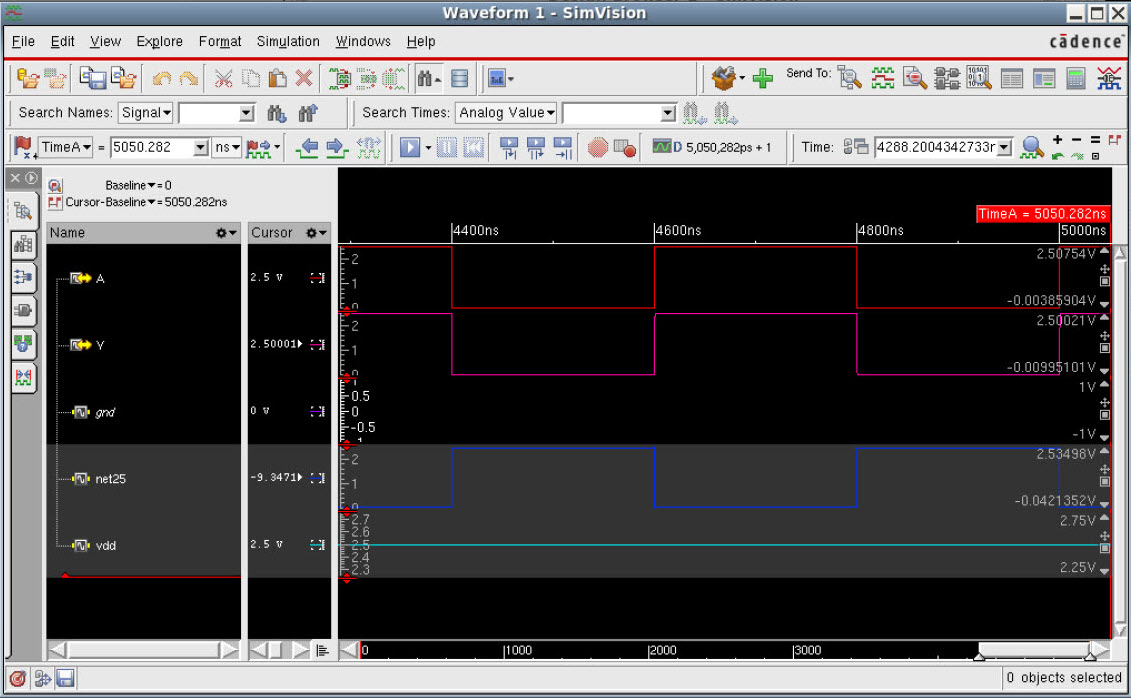 Waveform 1 - SimVision
File Edit View Explore Format Simulation Windows Help
cādence
Send To:
Search Names: Signal
Search Times: Analog Value
TimeA = 5050.282 ns
5,050,282ps + 1
Time: 4288.2004342733r
Baseline = 0
Cursor-Baseline = 5050.282ns
TimeA = 5050.282ns
Name Cursor
4400ns 4600ns 4800ns 5000ns
A 2.5 V
2 1 0
2.50754V
-0.00385904V
Y 2.50001
2 1 0
2.50021V
-0.00995101V
gnd 0 V
1 0.5 0 -0.5 -1
1V
-1V
net25 -9.3471
2 1 0
2.53498V
-0.0421352V
vdd 2.5 V
2.7 2.6 2.5 2.4 2.3
2.75V
2.25V
0 1000 2000 3000
0 objects selected